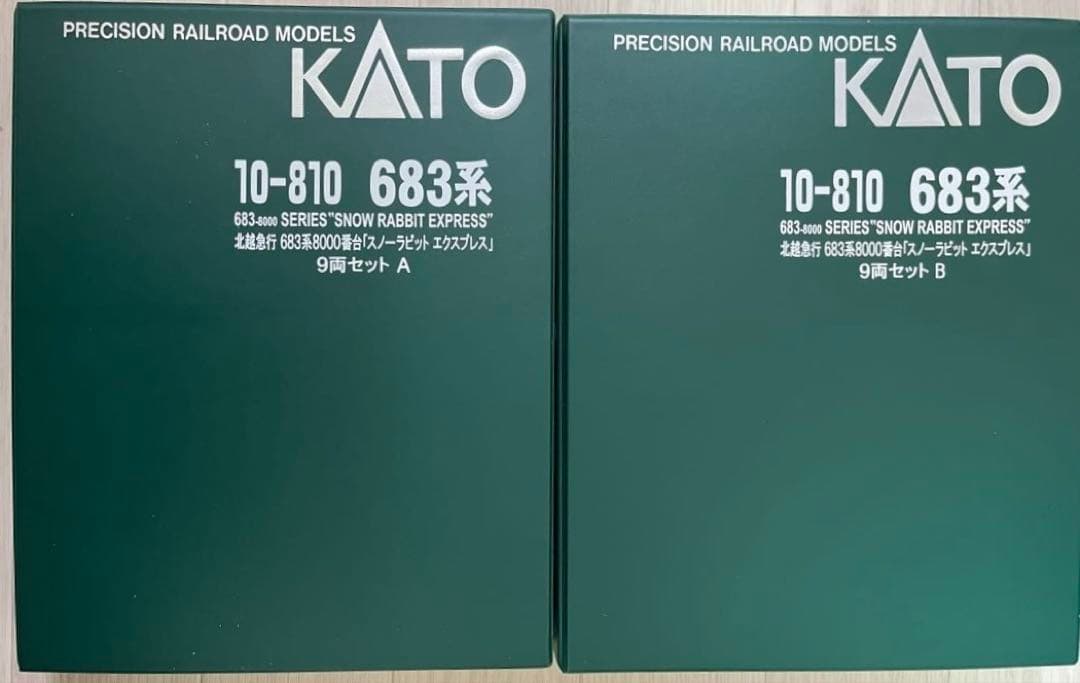 PRECISION RAILROAD MODELS
KATO
10-810 683系
683-8000 SERIES"SNOW RABBIT EXPRESS"
北越急行 683系8000番台「スノーラビット エクスプレス」
9両セット A
PRECISION RAILROAD MODELS
KATO
10-810 683系
683-8000 SERIES"SNOW RABBIT EXPRESS"
北越急行 683系8000番台「スノーラビット エクスプレス」
9両セット B